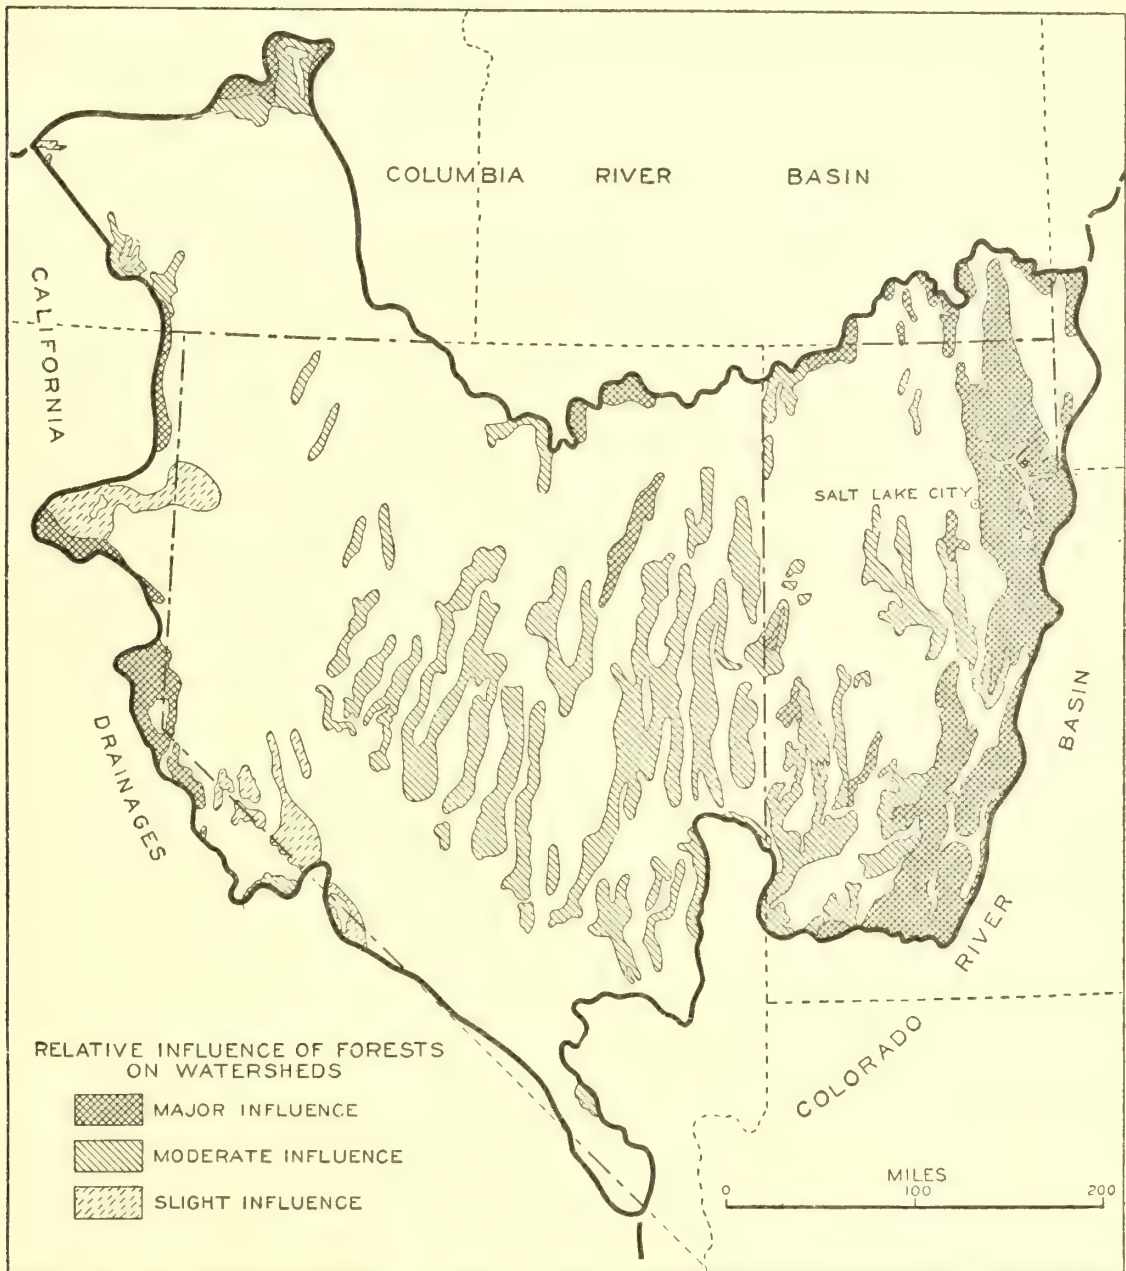 COLUMBIA RIVER BASIN
CALIFORNIA
SALT LAKE CITY
DRAINAGES
BASIN
RIVER
COLORADO
RELATIVE INFLUENCE OF FORESTS
ON WATERSHEDS
MAJOR INFLUENCE
MODERATE INFLUENCE
SLIGHT INFLUENCE
MILES
0 100 200